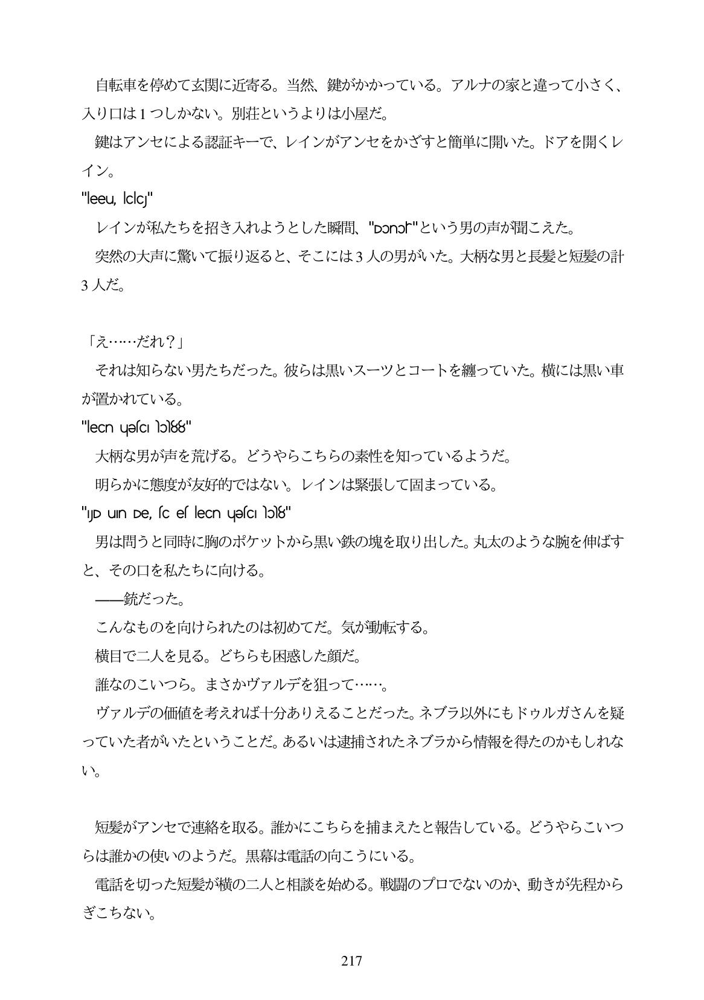 自転車を停めて玄関に近寄る。当然、鍵がかかっている。アルナの家と違って小さく、
入り口は 1 つしかない。別荘というよりは小屋だ。
鍵はアンセによる認証キーで、レインがアンセをかざすと簡単に開いた。ドアを開くレ
イン。
レインが私たちを招き入れようとした瞬間、という男の声が聞こえた。
突然の大声に驚いて振り返ると、そこには 3 人の男がいた。大柄な男と長髪と短髪の計
3 人だ。
「え……だれ？」
それは知らない男たちだった。彼らは黒いスーツとコートを纏っていた。横には黒い車
が置かれている。
大柄な男が声を荒げる。どうやらこちらの素性を知っているようだ。
明らかに態度が友好的ではない。レインは緊張して固まっている。
男は問うと同時に胸のポケットから黒い鉄の塊を取り出した。丸太のような腕を伸ばす
と、その口を私たちに向ける。
――銃だった。
こんなものを向けられたのは初めてだ。気が動転する。
横目で二人を見る。どちらも困惑した顔だ。
誰なのこいつら。まさかヴァルデを狙って……。
ヴァルデの価値を考えれば十分ありえることだった。ネブラ以外にもドゥルガさんを疑
っていた者がいたということだ。あるいは逮捕されたネブラから情報を得たのかもしれな
い。
短髪がアンセで連絡を取る。誰かにこちらを捕まえたと報告している。どうやらこいつ
らは誰かの使いのようだ。黒幕は電話の向こうにいる。
電話を切った短髪が横の二人と相談を始める。戦闘のプロでないのか、動きが先程から
ぎこちない。
217